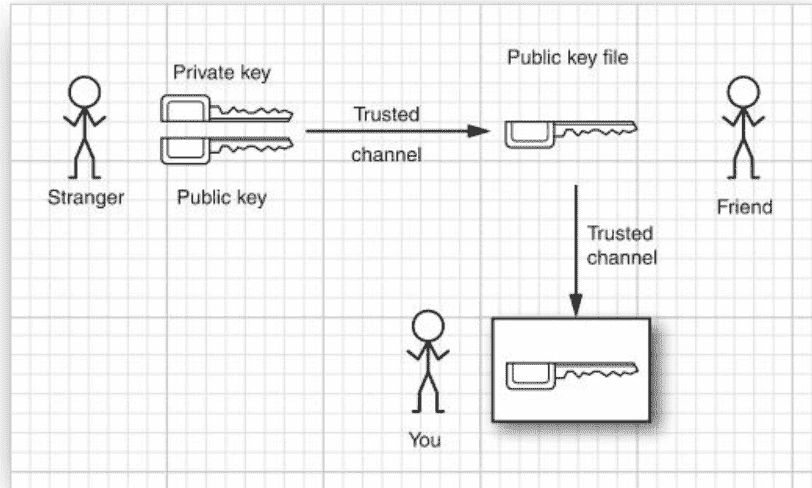 Private key
Public key file
Trusted
channel
Stranger
Public key
Friend
Trusted
channel
You